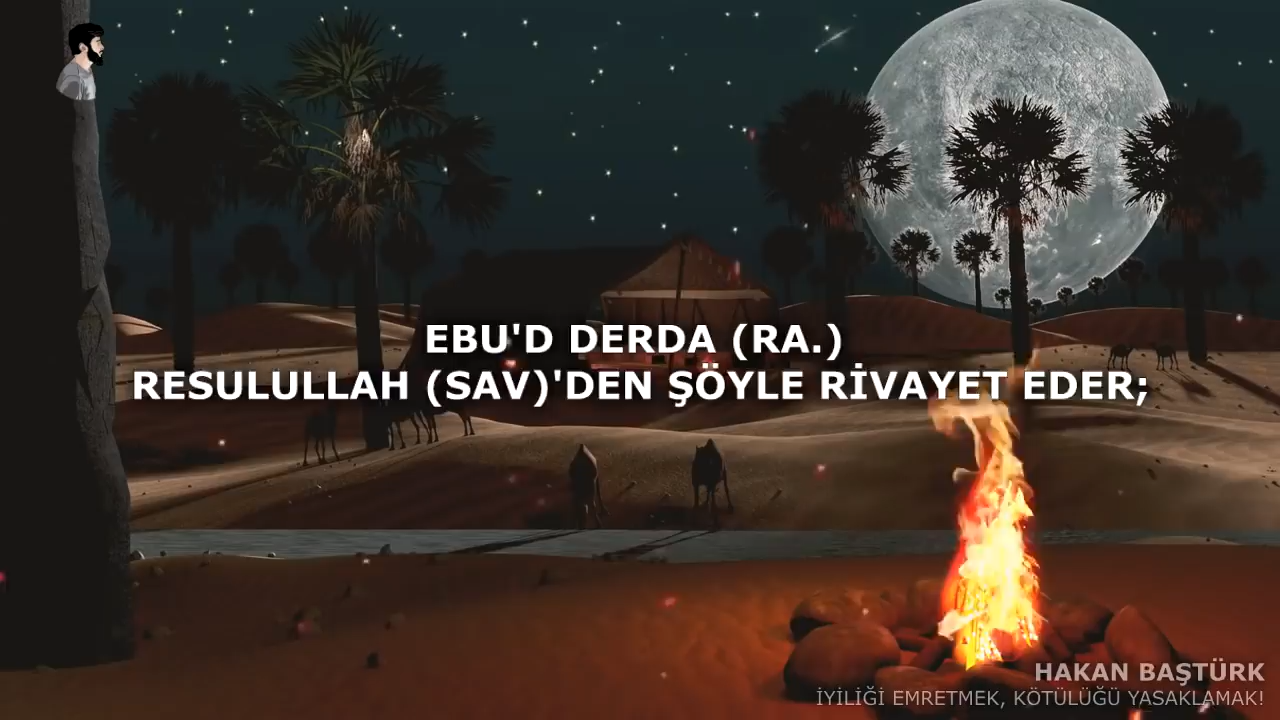 EBU'D DERDA (RA.)
RESULULLAH (SAV)'DEN ŞÖYLE RİVAYET EDER;
HAKAN BAŞTÜRK
İYİLİĞİ EMRETMEK, KÖTÜLÜĞÜ YASAKLAMAK!